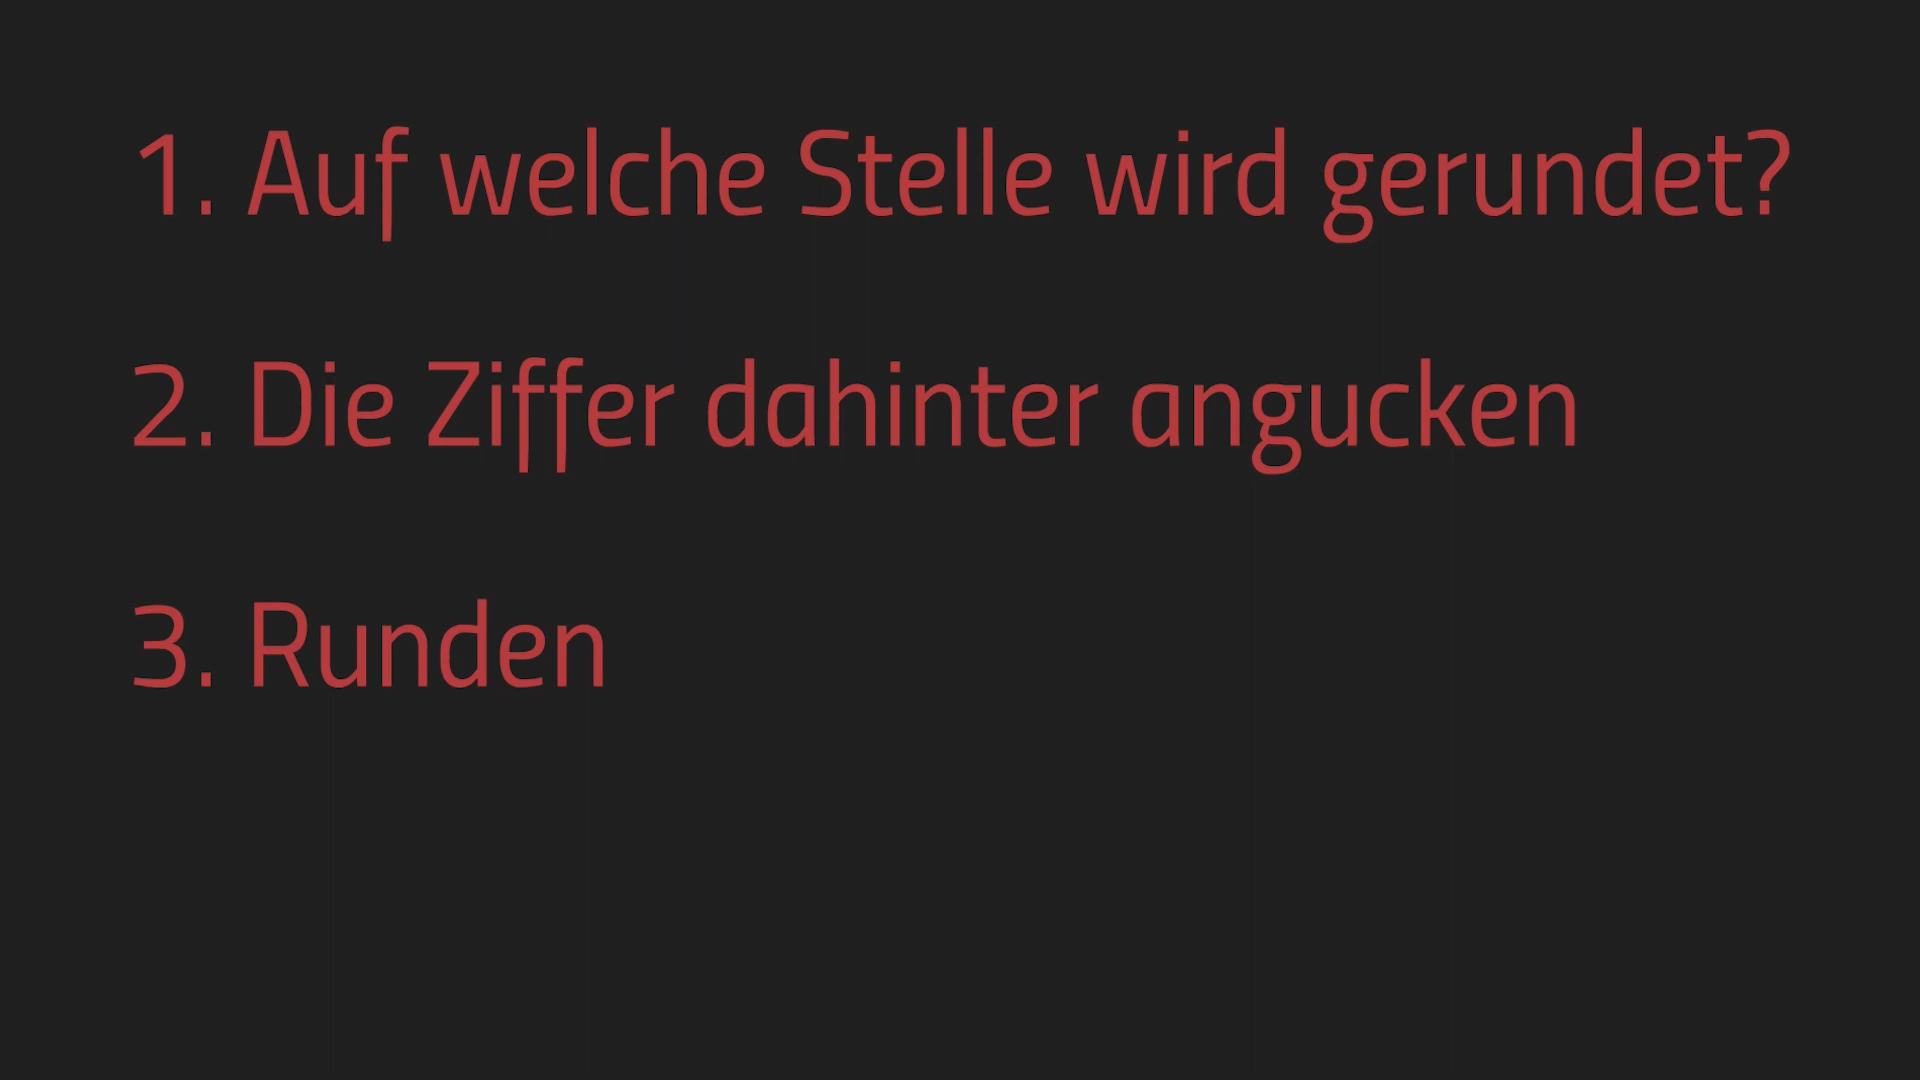 1. Auf welche Stelle wird gerundet?
2. Die Ziffer dahinter angucken
3. Runden